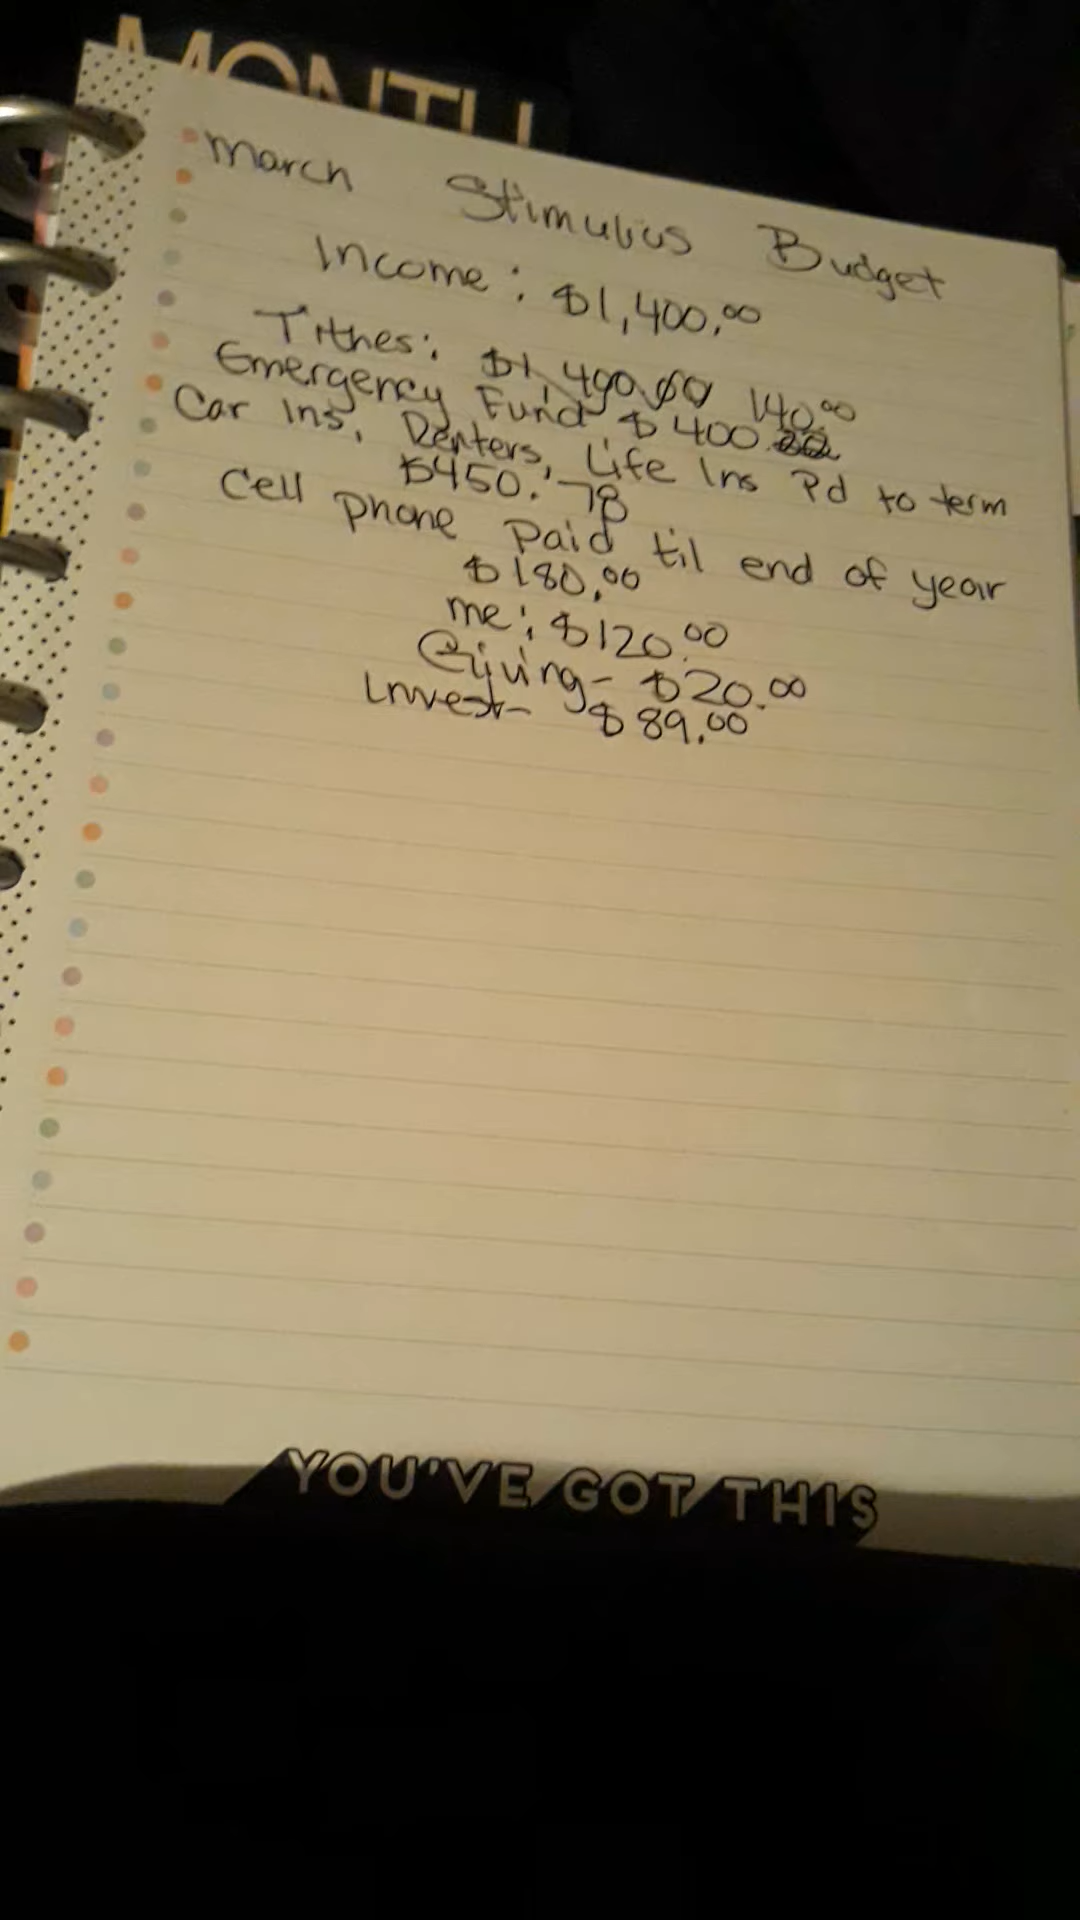 MONTH
March Stimulus Budget
Income: $1,400.00
Tithes: $1,400.00 140.00
Emergency Fund $400.00
Car Ins, Renters, Life Ins Pd to term
$450.78
Cell phone paid til end of year
$180.00
me: $120.00
Giving- $20.00
Invest- $89.00
YOU'VE GOT THIS